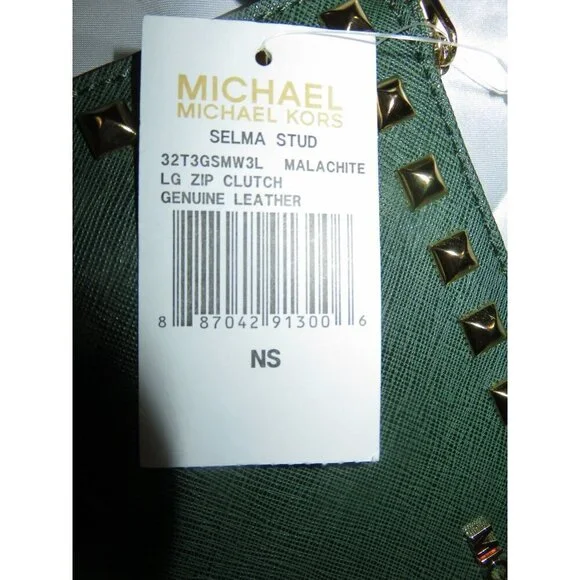 MICHAEL
MICHAEL KORS
SELMA STUD
32T3GSMW3L MALACHITE
LG ZIP CLUTCH
GENUINE LEATHER
8 87042 91300 6
NS